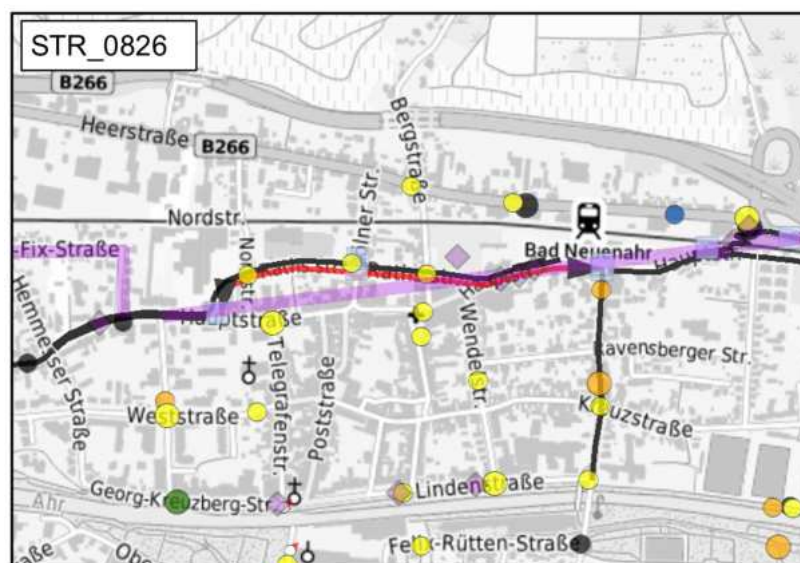 STR_0826
B266
Heerstraße
B266
Bergstraße
Nordstr.
-Fix-Straße
Bad Neuenahr
Hauptstraße
Hemmesser Straße
Telegrafenstr.
Poststraße
Wendelstr.
Ravensberger Str.
Weststraße
Kreuzstraße
Georg-Kreuzberg-Str.
Lindenstraße
Ahr
Felix-Rütten-Straße